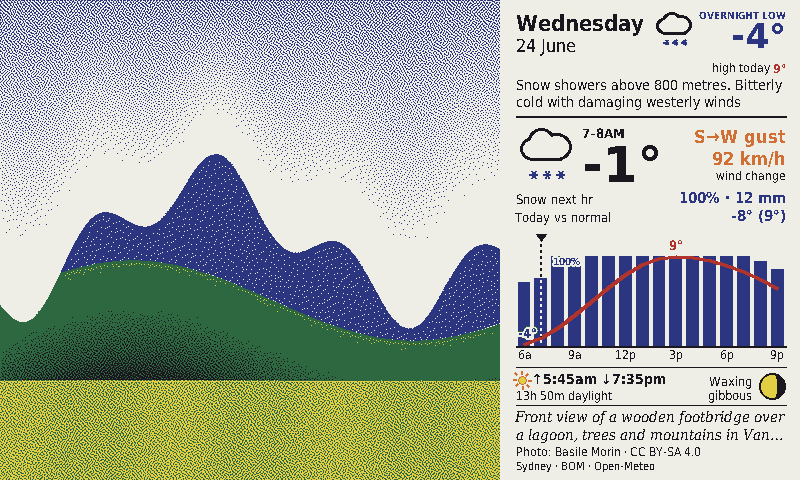 Wednesday
24 June
OVERNIGHT LOW
-4°
high today 9°
Snow showers above 800 metres. Bitterly
cold with damaging westerly winds
7-8AM
-1°
S→W gust
92 km/h
wind change
Snow next hr
100% · 12 mm
Today vs normal
-8° (9°)
9°
100%
-4°
6a 9a 12p 3p 6p 9p
↑5:45am ↓7:35pm
13h 50m daylight
Waxing
gibbous
Front view of a wooden footbridge over
a lagoon, trees and mountains in Van…
Photo: Basile Morin · CC BY-SA 4.0
Sydney · BOM · Open-Meteo